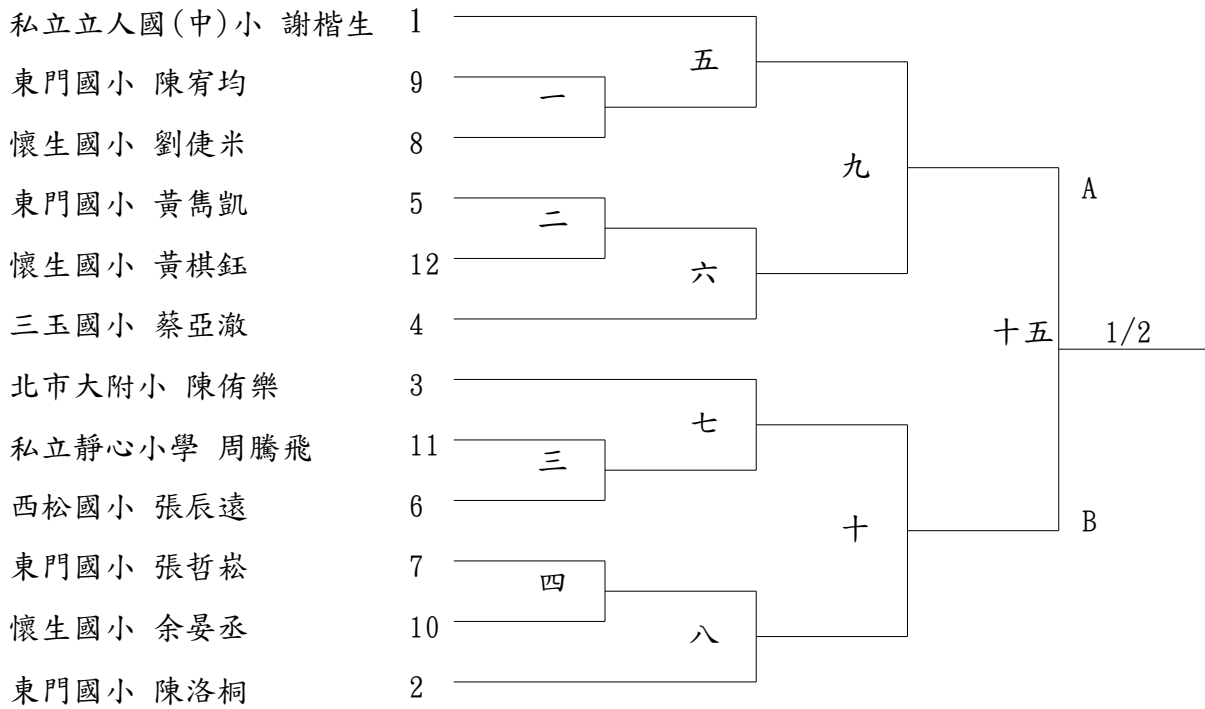 私立立人國(中)小 謝楷生 1
五
東門國小 陳宥均 9
一
懷生國小 劉倢米 8
九
A
東門國小 黃雋凱 5
二
懷生國小 黃棋鈺 12
六
三玉國小 蔡亞澈 4
十五 1/2
北市大附小 陳侑樂 3
七
私立靜心小學 周騰飛 11
三
西松國小 張辰遠 6
十
B
東門國小 張哲崧 7
四
懷生國小 余晏丞 10
八
東門國小 陳洛桐 2